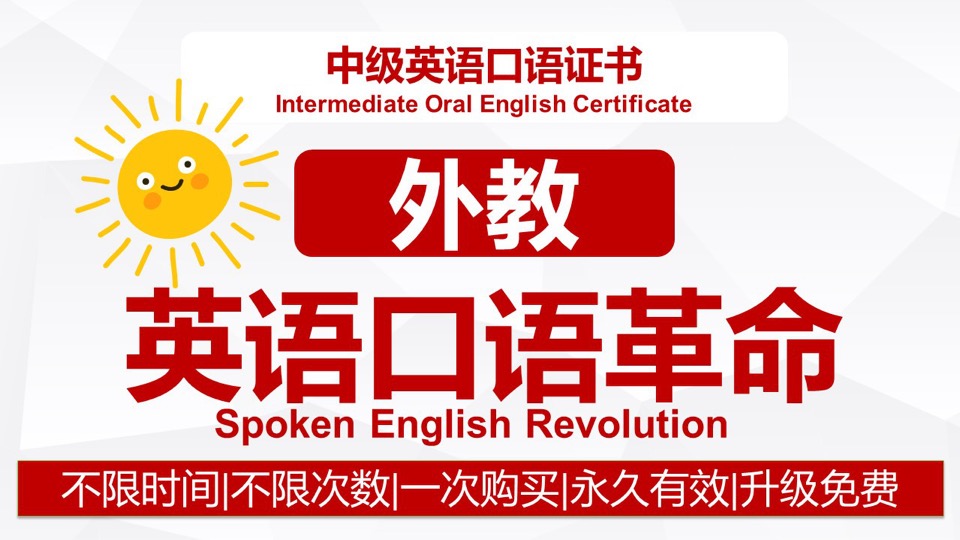 中级英语口语证书
Intermediate Oral English Certificate
外教
英语口语革命
Spoken English Revolution
不限时间|不限次数|一次购买|永久有效|升级免费